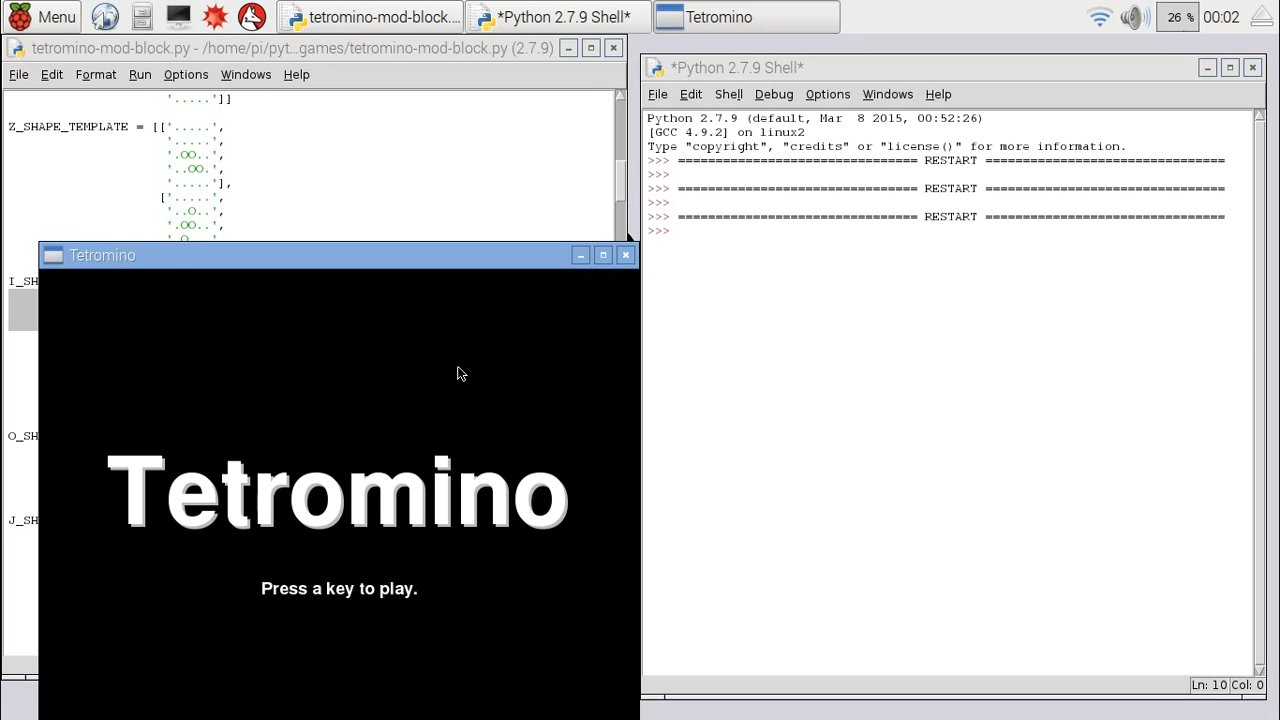 Menu
tetromino-mod-block....
*Python 2.7.9 Shell*
Tetromino
26 %
00:02
tetromino-mod-block.py - /home/pi/pyt...games/tetromino-mod-block.py (2.7.9)
File Edit Format Run Options Windows Help
'.....']]
Z_SHAPE_TEMPLATE = [['.....',
'.....',
'.OO..',
'..OO.',
'.....'],
['.....',
'..O..',
'.OO..',
I_SH
O_SH
J_SH
Tetromino
Tetromino
Press a key to play.
*Python 2.7.9 Shell*
File Edit Shell Debug Options Windows Help
Python 2.7.9 (default, Mar  8 2015, 00:52:26)
[GCC 4.9.2] on linux2
Type "copyright", "credits" or "license()" for more information.
>>> ================================ RESTART ================================
>>>
>>> ================================ RESTART ================================
>>>
>>> ================================ RESTART ================================
>>>
Ln: 10 Col: 0